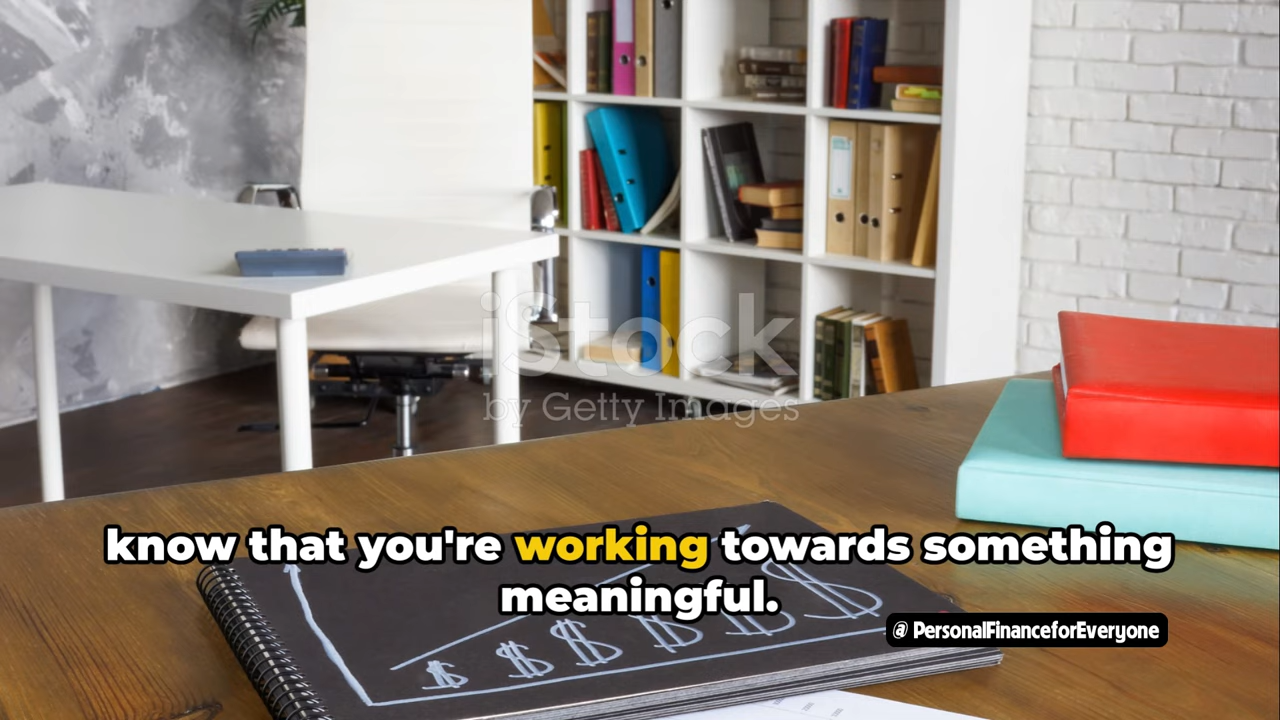 iStock
by Getty Images
know that you're working towards something
meaningful.
@ PersonalFinanceforEveryone
$ $ $ $ $ $